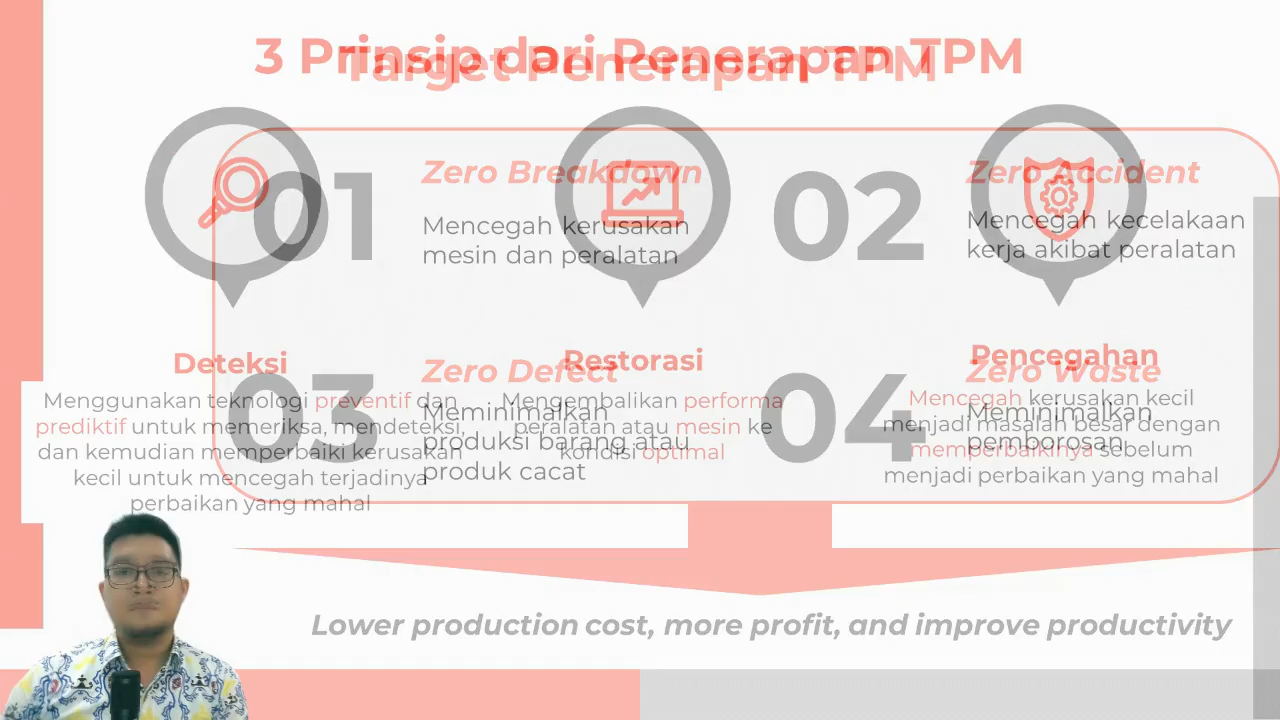 3 Prinsip dari Penerapan TPM
Target Penerapan TPM
01
Zero Breakdown
Mencegah kerusakan
mesin dan peralatan
02
Zero Accident
Mencegah kecelakaan
kerja akibat peralatan
03
Zero Defect
Meminimalkan
produksi barang atau
produk cacat
04
Zero Waste
Meminimalkan
pemborosan
Deteksi
Menggunakan teknologi preventif dan
prediktif untuk memeriksa, mendeteksi,
dan kemudian memperbaiki kerusakan
kecil untuk mencegah terjadinya
perbaikan yang mahal
Restorasi
Mengembalikan performa
peralatan atau mesin ke
kondisi optimal
Pencegahan
Mencegah kerusakan kecil
menjadi masalah besar dengan
memperbaikinya sebelum
menjadi perbaikan yang mahal
Lower production cost, more profit, and improve productivity